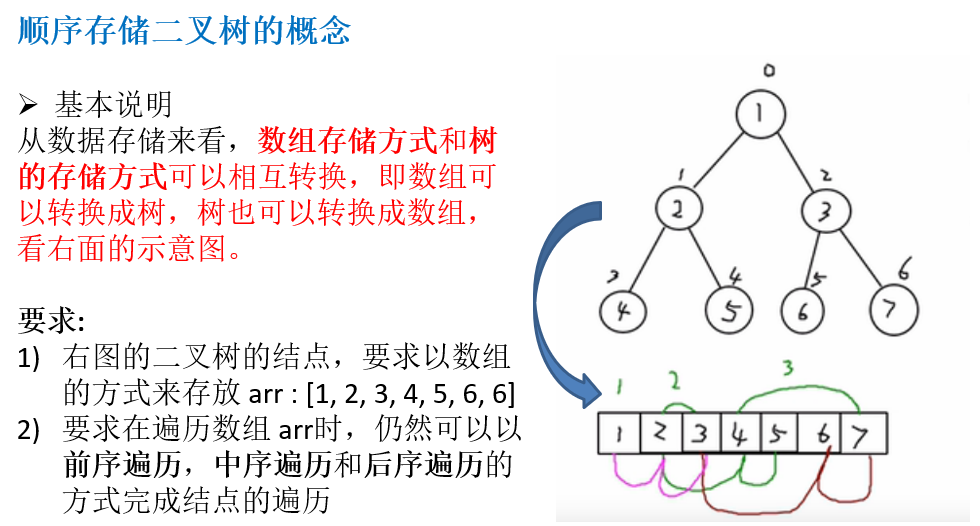 顺序存储二叉树的概念
➢ 基本说明
从数据存储来看，数组存储方式和树
的存储方式可以相互转换，即数组可
以转换成树，树也可以转换成数组，
看右面的示意图。
要求:
1) 右图的二叉树的结点，要求以数组
的方式来存放 arr : [1, 2, 3, 4, 5, 6, 6]
2) 要求在遍历数组 arr时，仍然可以以
前序遍历，中序遍历和后序遍历的
方式完成结点的遍历
0
1
1 2
2 3
3 4 5 6
4 5 6 7
1 2 3
1 2 3 4 5 6 7